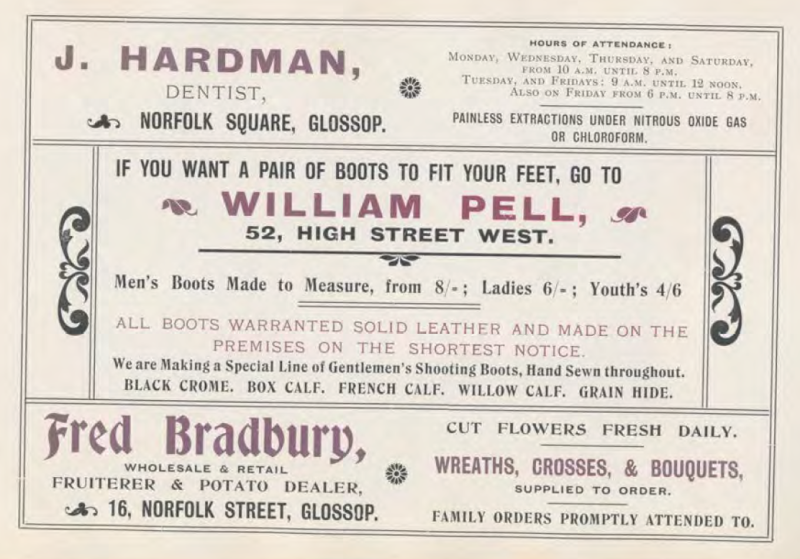 J. HARDMAN,
DENTIST,
NORFOLK SQUARE, GLOSSOP.
HOURS OF ATTENDANCE:
MONDAY, WEDNESDAY, THURSDAY, AND SATURDAY,
FROM 10 A.M. UNTIL 8 P.M.
TUESDAY, AND FRIDAYS; 9 A.M. UNTIL 12 NOON.
ALSO ON FRIDAY FROM 6 P.M. UNTIL 8 P.M.
PAINLESS EXTRACTIONS UNDER NITROUS OXIDE GAS
OR CHLOROFORM.
IF YOU WANT A PAIR OF BOOTS TO FIT YOUR FEET, GO TO
WILLIAM PELL,
52, HIGH STREET WEST.
Men's Boots Made to Measure, from 8/-; Ladies 6/-; Youth's 4/6
ALL BOOTS WARRANTED SOLID LEATHER AND MADE ON THE
PREMISES ON THE SHORTEST NOTICE.
We are Making a Special Line of Gentlemen's Shooting Boots, Hand Sewn throughout.
BLACK CROME. BOX CALF. FRENCH CALF. WILLOW CALF. GRAIN HIDE.
Fred Bradbury,
WHOLESALE & RETAIL
FRUITERER & POTATO DEALER,
16, NORFOLK STREET, GLOSSOP.
CUT FLOWERS FRESH DAILY.
WREATHS, CROSSES, & BOUQUETS,
SUPPLIED TO ORDER.
FAMILY ORDERS PROMPTLY ATTENDED TO.